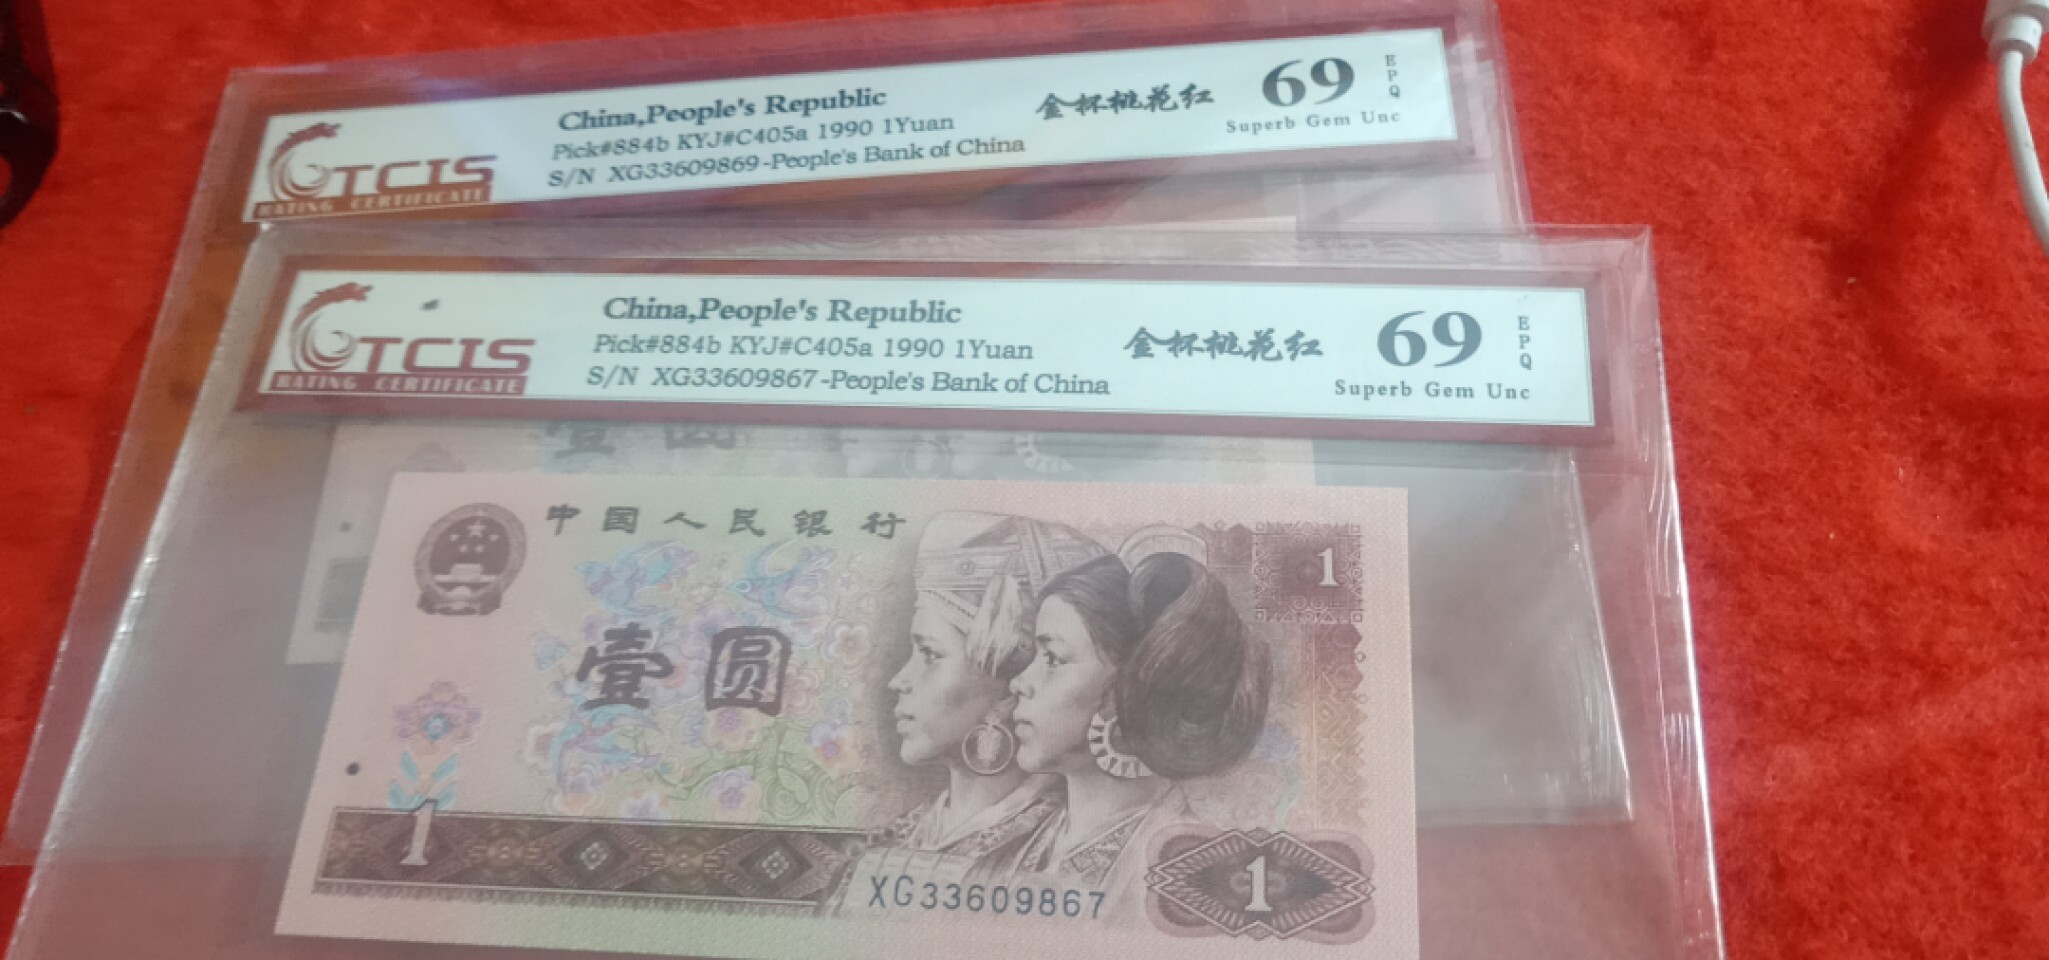 China,People's Republic
Pick#884b KYJ#C405a 1990 1Yuan
S/N XG33609869-People's Bank of China
金杯桃花红
69
EPQ
Superb Gem Unc
TCIS
RATING CERTIFICATE
China,People's Republic
Pick#884b KYJ#C405a 1990 1Yuan
S/N XG33609867-People's Bank of China
金杯桃花红
69
EPQ
Superb Gem Unc
TCIS
RATING CERTIFICATE
壹圆
中国人民银行
1
壹圆
1
XG33609867
1